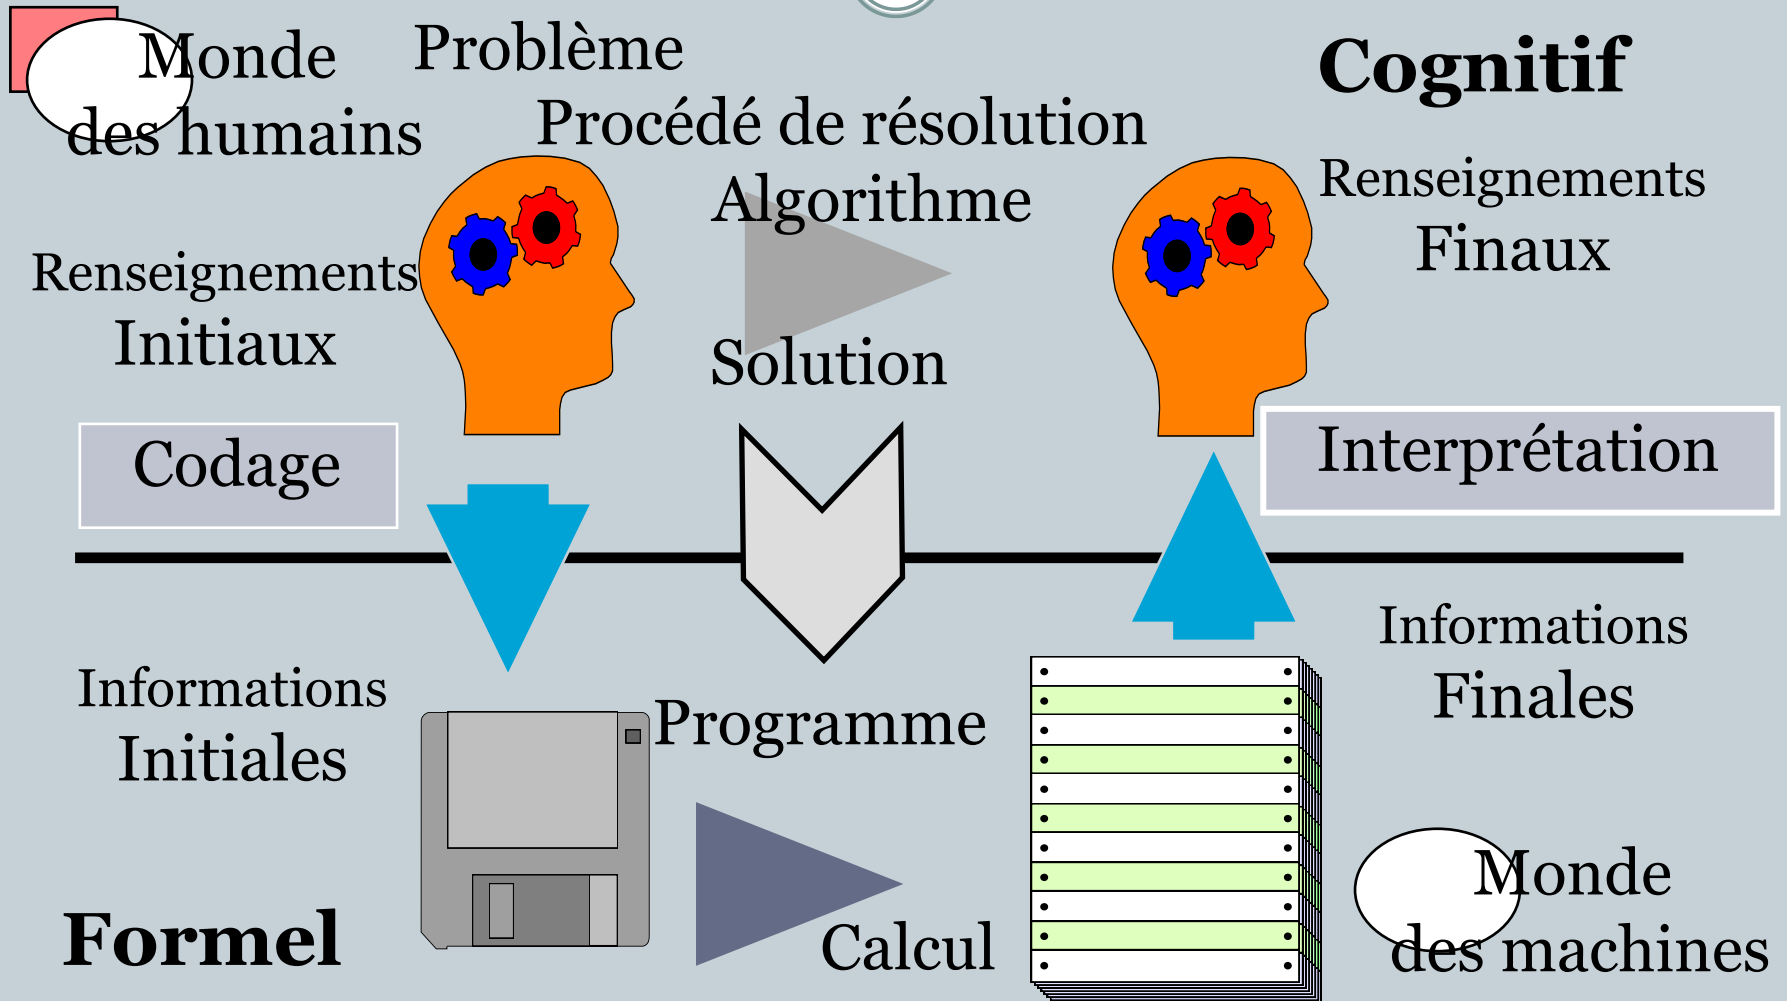 Monde
des humains
Problème
Procédé de résolution
Algorithme
Cognitif
Renseignements
Finaux
Renseignements
Initiaux
Solution
Codage
Interprétation
Informations
Initiales
Programme
Informations
Finales
Formel
Calcul
Monde
des machines